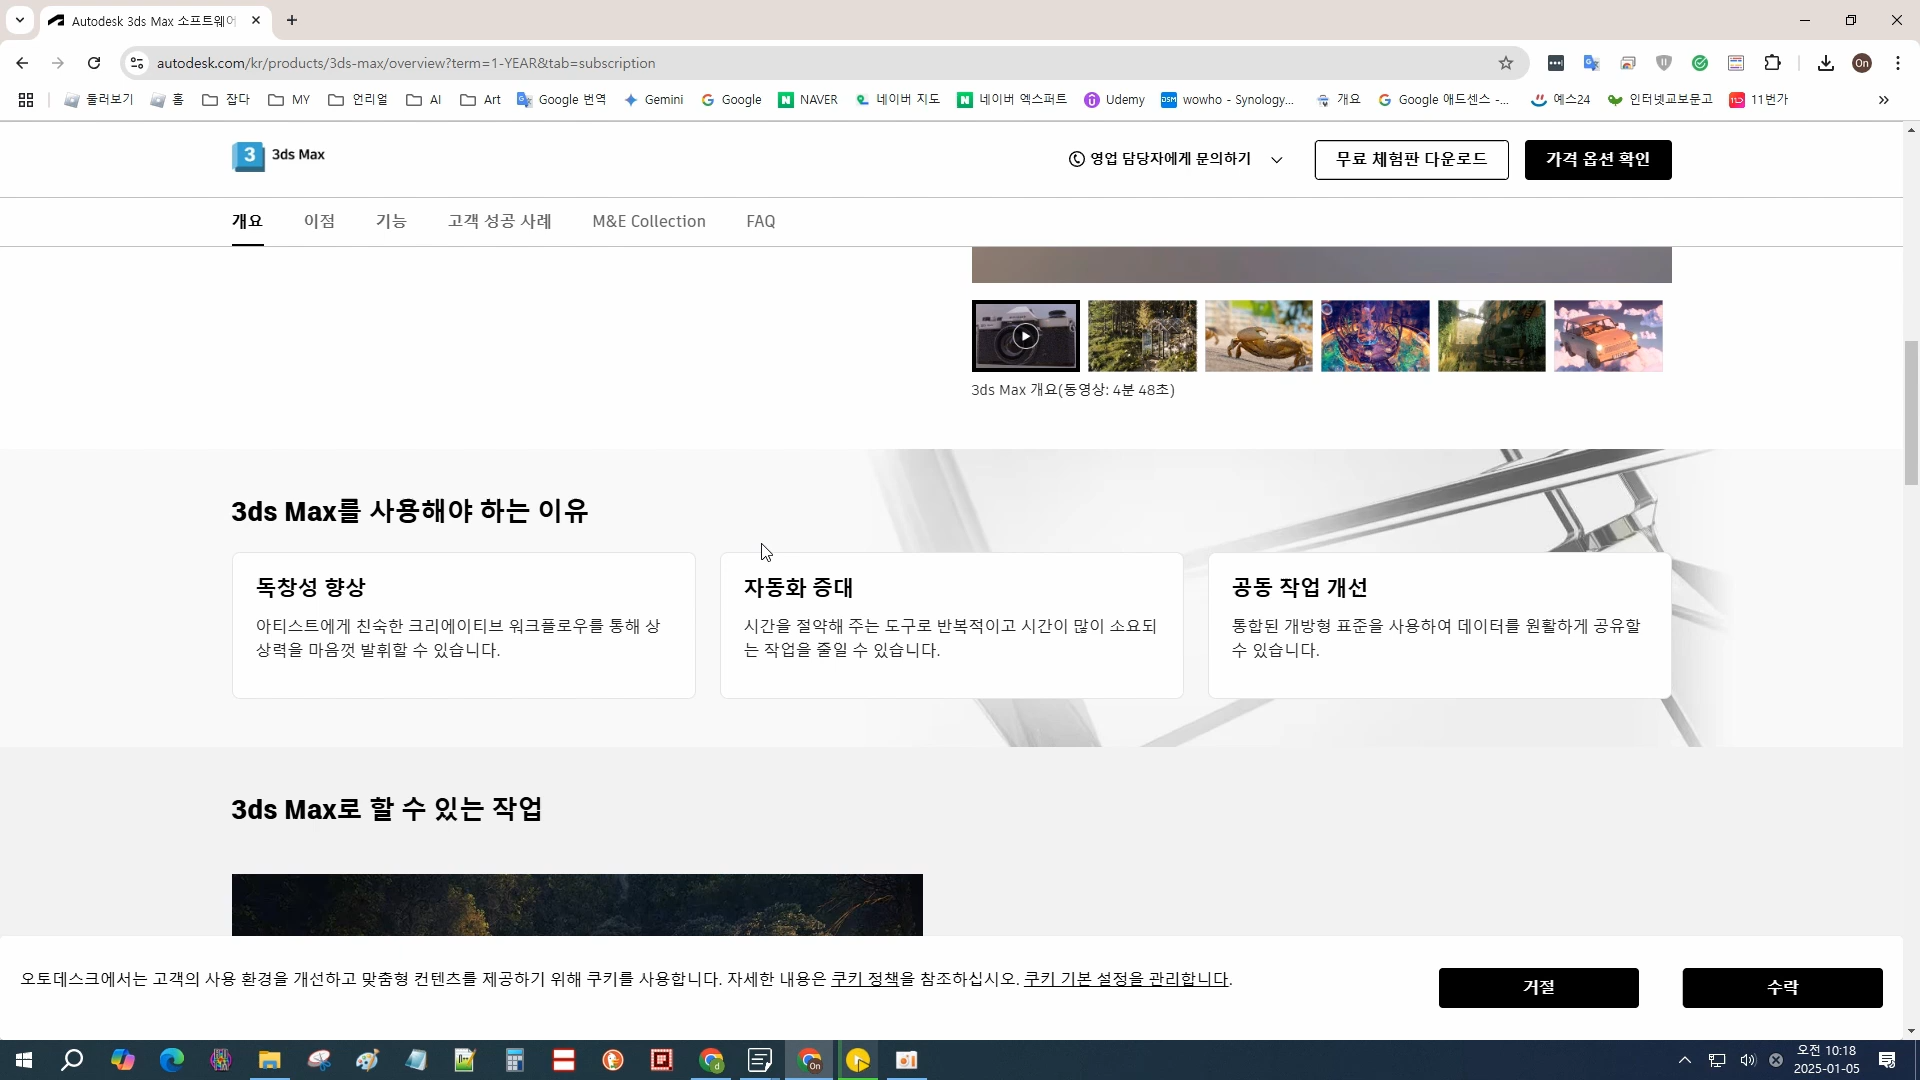 Autodesk 3ds Max 소프트웨어
autodesk.com/kr/products/3ds-max/overview?term=1-YEAR&tab=subscription
On
둘러보기 홈 잡다 MY 언리얼 AI Art Google 번역 Gemini Google NAVER 네이버 지도 네이버 엑스퍼트 Udemy wowho - Synology... 개요 Google 애드센스 -... 예스24 인터넷교보문고 11번가
3 3ds Max
영업 담당자에게 문의하기
무료 체험판 다운로드
가격 옵션 확인
개요 이점 기능 고객 성공 사례 M&E Collection FAQ
3ds Max 개요(동영상: 4분 48초)
3ds Max를 사용해야 하는 이유
독창성 향상
아티스트에게 친숙한 크리에이티브 워크플로우를 통해 상
상력을 마음껏 발휘할 수 있습니다.
자동화 증대
시간을 절약해 주는 도구로 반복적이고 시간이 많이 소요되
는 작업을 줄일 수 있습니다.
공동 작업 개선
통합된 개방형 표준을 사용하여 데이터를 원활하게 공유할
수 있습니다.
3ds Max로 할 수 있는 작업
오토데스크에서는 고객의 사용 환경을 개선하고 맞춤형 컨텐츠를 제공하기 위해 쿠키를 사용합니다. 자세한 내용은 쿠키 정책을 참조하십시오. 쿠키 기본 설정을 관리합니다.
거절
수락
오전 10:18
2025-01-05